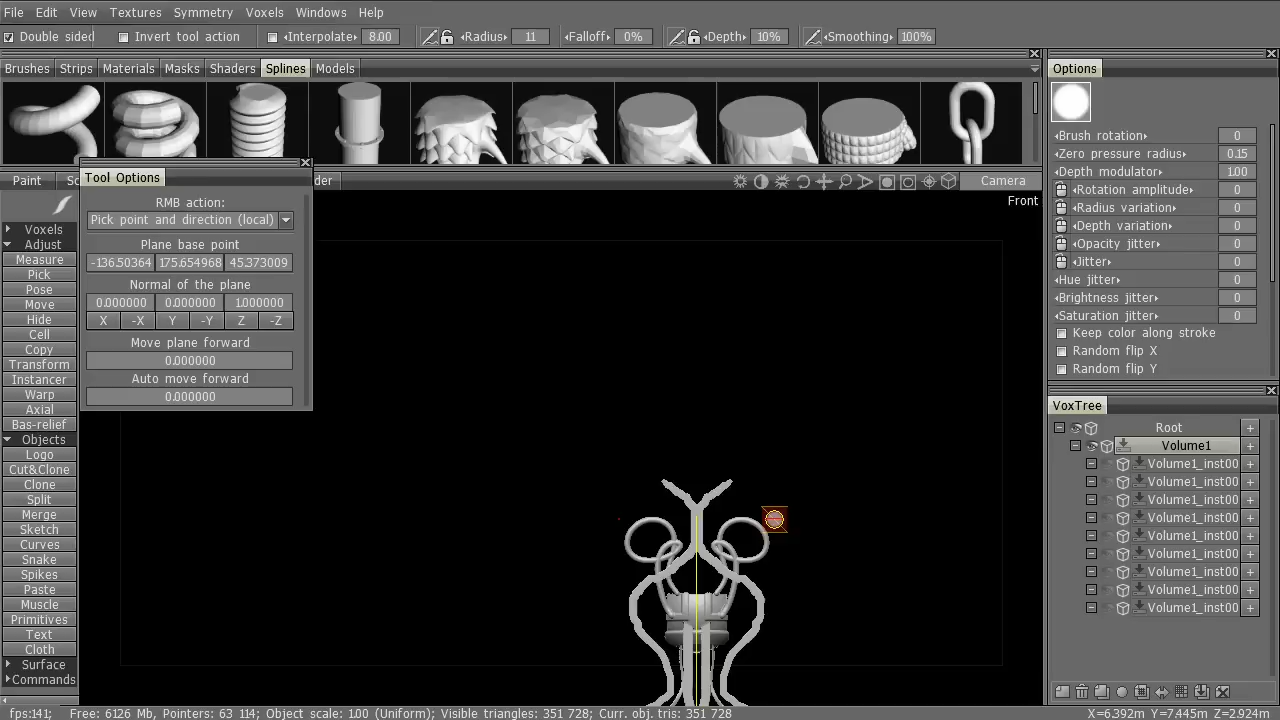 File Edit View Textures Symmetry Voxels Windows Help
Double sided Invert tool action Interpolate 8.00 Radius 11 Falloff 0% Depth 10% Smoothing 100%
Brushes Strips Materials Masks Shaders Splines Models
Paint Sc der Camera
Front
Tool Options
RMB action:
Pick point and direction (local)
Plane base point
-136.50364 175.654968 45.373009
Normal of the plane
0.000000 0.000000 1.000000
X -X Y -Y Z -Z
Move plane forward
0.000000
Auto move forward
0.000000
Voxels
Adjust
Measure
Pick
Pose
Move
Hide
Cell
Copy
Transform
Instancer
Warp
Axial
Bas-relief
Objects
Logo
Cut&Clone
Clone
Split
Merge
Sketch
Curves
Snake
Spikes
Paste
Muscle
Primitives
Text
Cloth
Surface
Commands
Options
Brush rotation 0
Zero pressure radius 0.15
Depth modulator 1.00
Rotation amplitude 0
Radius variation 0
Depth variation 0
Opacity jitter 0
Jitter 0
Hue jitter 0
Brightness jitter 0
Saturation jitter 0
Keep color along stroke
Random flip X
Random flip Y
VoxTree
Root +
Volume1 +
Volume1_inst00 +
Volume1_inst00 +
Volume1_inst00 +
Volume1_inst00 +
Volume1_inst00 +
Volume1_inst00 +
Volume1_inst00 +
Volume1_inst00 +
Volume1_inst00 +
fps:141; Free: 6126 Mb, Pointers: 63 114; Object scale: 1.00 (Uniform); Visible triangles: 351 728; Curr. obj. tris: 351 728 X=6.392m Y=7.445m Z=2.924m